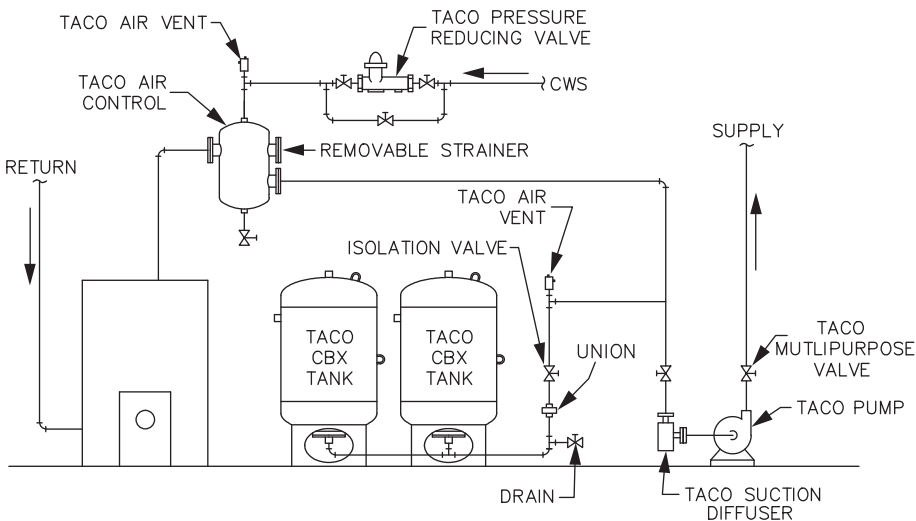 TACO AIR VENT
TACO PRESSURE
REDUCING VALVE
TACO AIR
CONTROL
CWS
REMOVABLE STRAINER
SUPPLY
RETURN
TACO AIR
VENT
ISOLATION VALVE
TACO
CBX
TANK
TACO
CBX
TANK
UNION
TACO
MUTLIPURPOSE
VALVE
TACO PUMP
DRAIN
TACO SUCTION
DIFFUSER